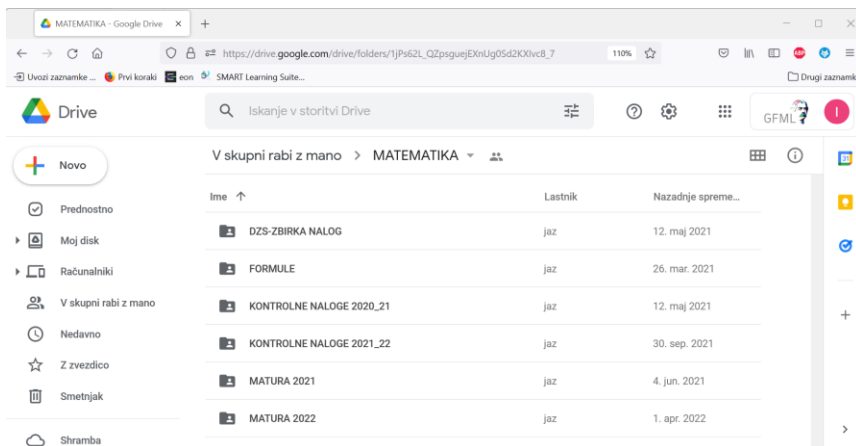 MATEMATIKA - Google Drive
https://drive.google.com/drive/folders/1jPs62L_QZpsguejEXnUg0Sd2KXIvc8_7 110%
Uvozi zaznamke ... Prvi koraki eon SMART Learning Suite... Drugi zaznamk
Drive Iskanje v storitvi Drive GFML I
Novo V skupni rabi z mano > MATEMATIKA
Ime Lastnik Nazadnje spreme...
Prednostno
DZS-ZBIRKA NALOG jaz 12. maj 2021
Moj disk
FORMULE jaz 26. mar. 2021
Računalniki
V skupni rabi z mano KONTROLNE NALOGE 2020_21 jaz 12. maj 2021
Nedavno
KONTROLNE NALOGE 2021_22 jaz 30. sep. 2021
Z zvezdico
MATURA 2021 jaz 4. jun. 2021
Smetnjak
MATURA 2022 jaz 1. apr. 2022
Shramba
31
ABP